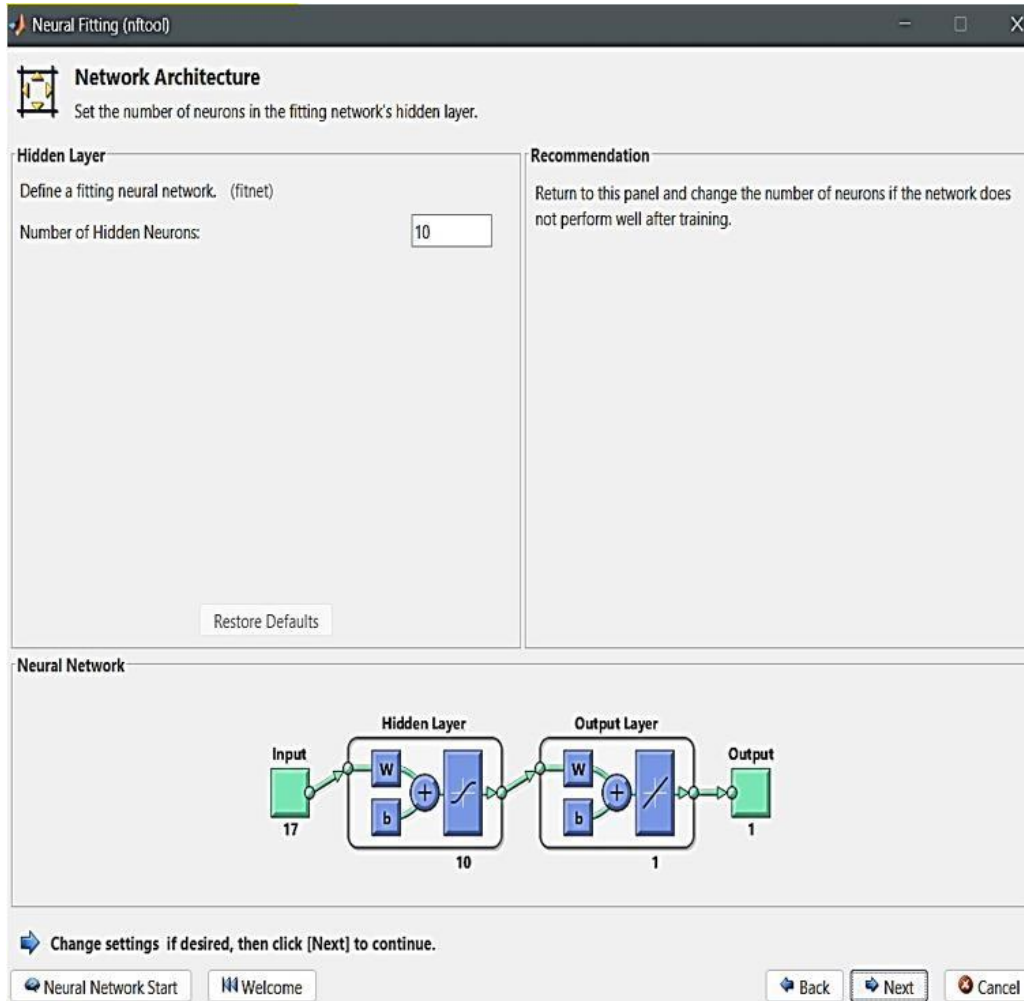 Neural Fitting (nftool)
Network Architecture
Set the number of neurons in the fitting network's hidden layer.
Hidden Layer
Define a fitting neural network. (fitnet)
Number of Hidden Neurons:
10
Restore Defaults
Recommendation
Return to this panel and change the number of neurons if the network does
not perform well after training.
Neural Network
Hidden Layer
Output Layer
Input
Output
W
b
+
W
b
+
17
10
1
1
Change settings if desired, then click [Next] to continue.
Neural Network Start
Welcome
Back
Next
Cancel